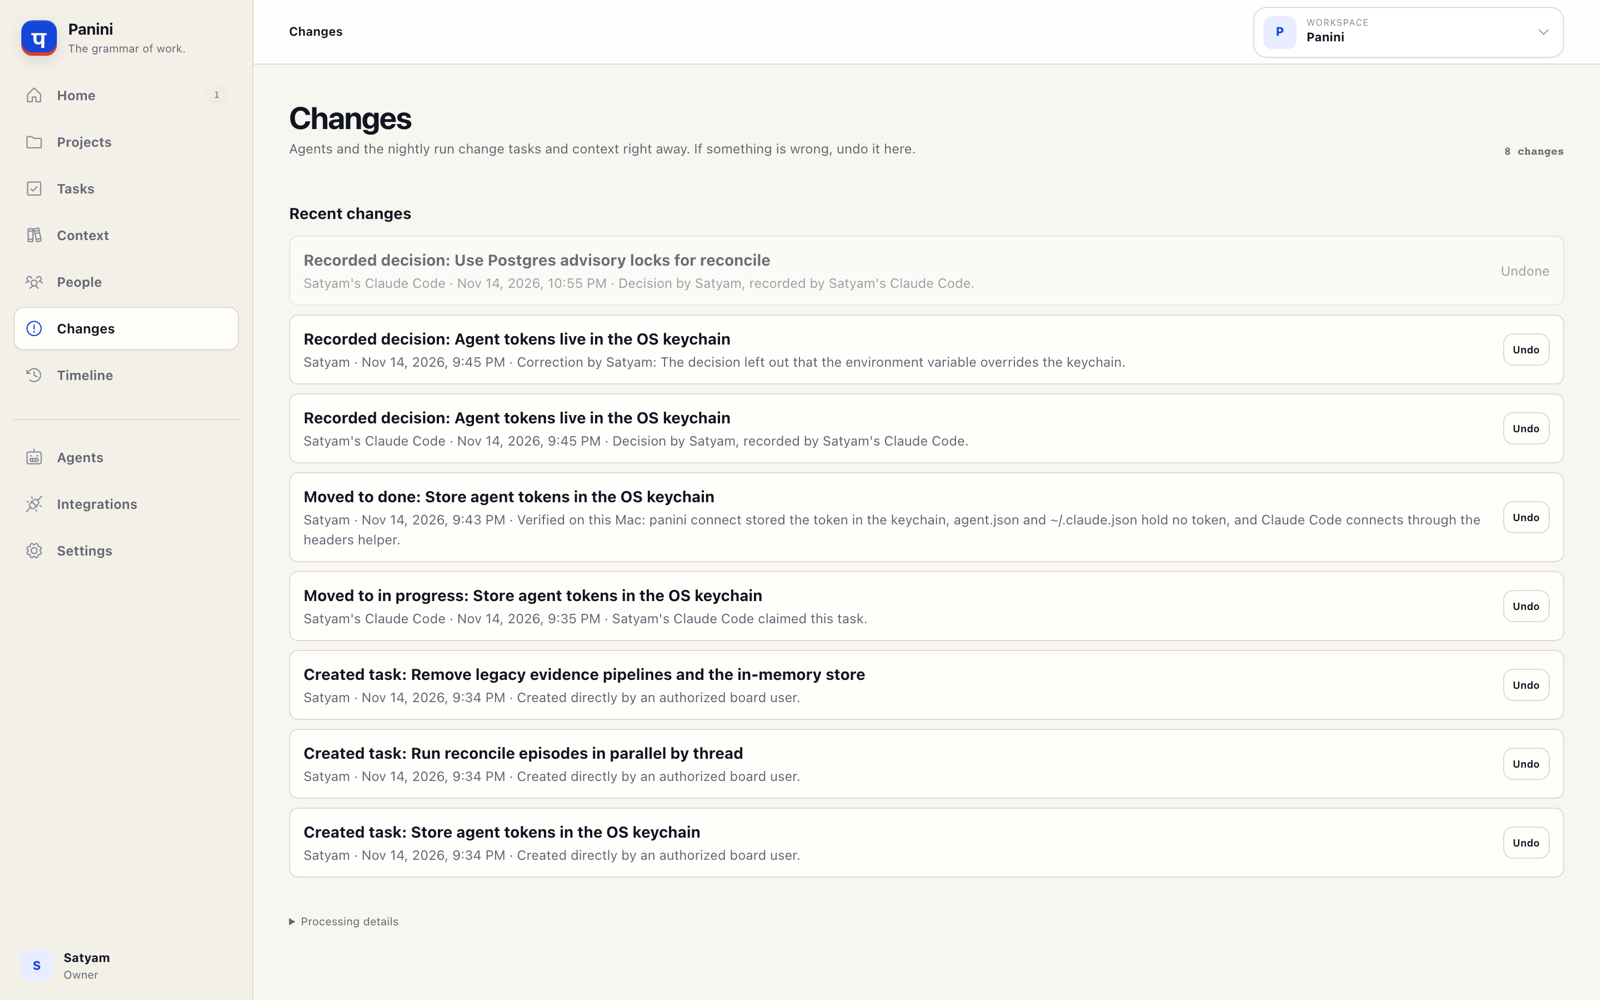 प
Panini
The grammar of work.
Home
1
Projects
Tasks
Context
People
Changes
Timeline
Agents
Integrations
Settings
S
Satyam
Owner
Changes
P
WORKSPACE
Panini
Changes
Agents and the nightly run change tasks and context right away. If something is wrong, undo it here.
8 changes
Recent changes
Recorded decision: Use Postgres advisory locks for reconcile
Satyam's Claude Code · Nov 14, 2026, 10:55 PM · Decision by Satyam, recorded by Satyam's Claude Code.
Undone
Recorded decision: Agent tokens live in the OS keychain
Satyam · Nov 14, 2026, 9:45 PM · Correction by Satyam: The decision left out that the environment variable overrides the keychain.
Undo
Recorded decision: Agent tokens live in the OS keychain
Satyam's Claude Code · Nov 14, 2026, 9:45 PM · Decision by Satyam, recorded by Satyam's Claude Code.
Undo
Moved to done: Store agent tokens in the OS keychain
Satyam · Nov 14, 2026, 9:43 PM · Verified on this Mac: panini connect stored the token in the keychain, agent.json and ~/.claude.json hold no token, and Claude Code connects through the
headers helper.
Undo
Moved to in progress: Store agent tokens in the OS keychain
Satyam's Claude Code · Nov 14, 2026, 9:35 PM · Satyam's Claude Code claimed this task.
Undo
Created task: Remove legacy evidence pipelines and the in-memory store
Satyam · Nov 14, 2026, 9:34 PM · Created directly by an authorized board user.
Undo
Created task: Run reconcile episodes in parallel by thread
Satyam · Nov 14, 2026, 9:34 PM · Created directly by an authorized board user.
Undo
Created task: Store agent tokens in the OS keychain
Satyam · Nov 14, 2026, 9:34 PM · Created directly by an authorized board user.
Undo
Processing details